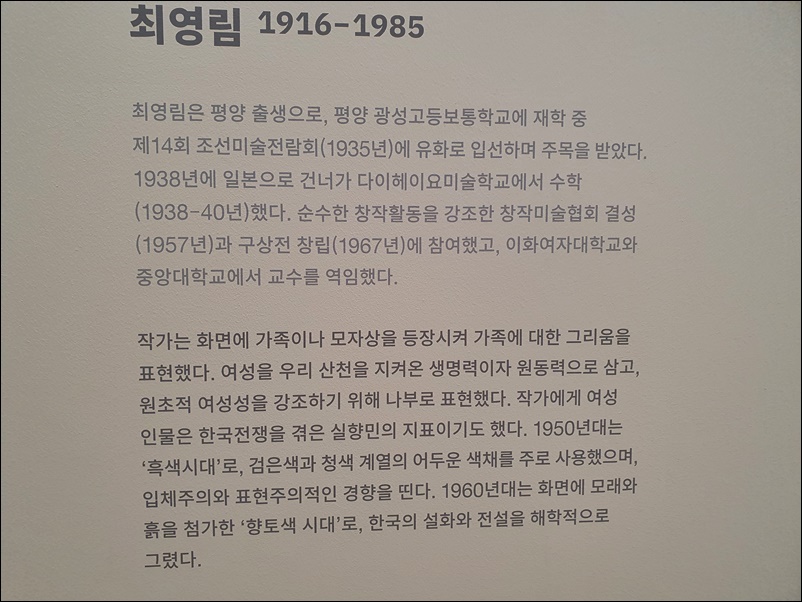 최영림 1916–1985
최영림은 평양 출생으로, 평양 광성고등보통학교에 재학 중
제14회 조선미술전람회(1935년)에 유화로 입선하며 주목을 받았다.
1938년에 일본으로 건너가 다이헤이요미술학교에서 수학
(1938–40년)했다. 순수한 창작활동을 강조한 창작미술협회 결성
(1957년)과 구상전 창립(1967년)에 참여했고, 이화여자대학교와
중앙대학교에서 교수를 역임했다.
작가는 화면에 가족이나 모자상을 등장시켜 가족에 대한 그리움을
표현했다. 여성을 우리 산천을 지켜온 생명력이자 원동력으로 삼고,
원초적 여성성을 강조하기 위해 나부로 표현했다. 작가에게 여성
인물은 한국전쟁을 겪은 실향민의 지표이기도 했다. 1950년대는
‘흑색시대’로, 검은색과 청색 계열의 어두운 색채를 주로 사용했으며,
입체주의와 표현주의적인 경향을 띤다. 1960년대는 화면에 모래와
흙을 첨가한 ‘향토색 시대’로, 한국의 설화와 전설을 해학적으로
그렸다.